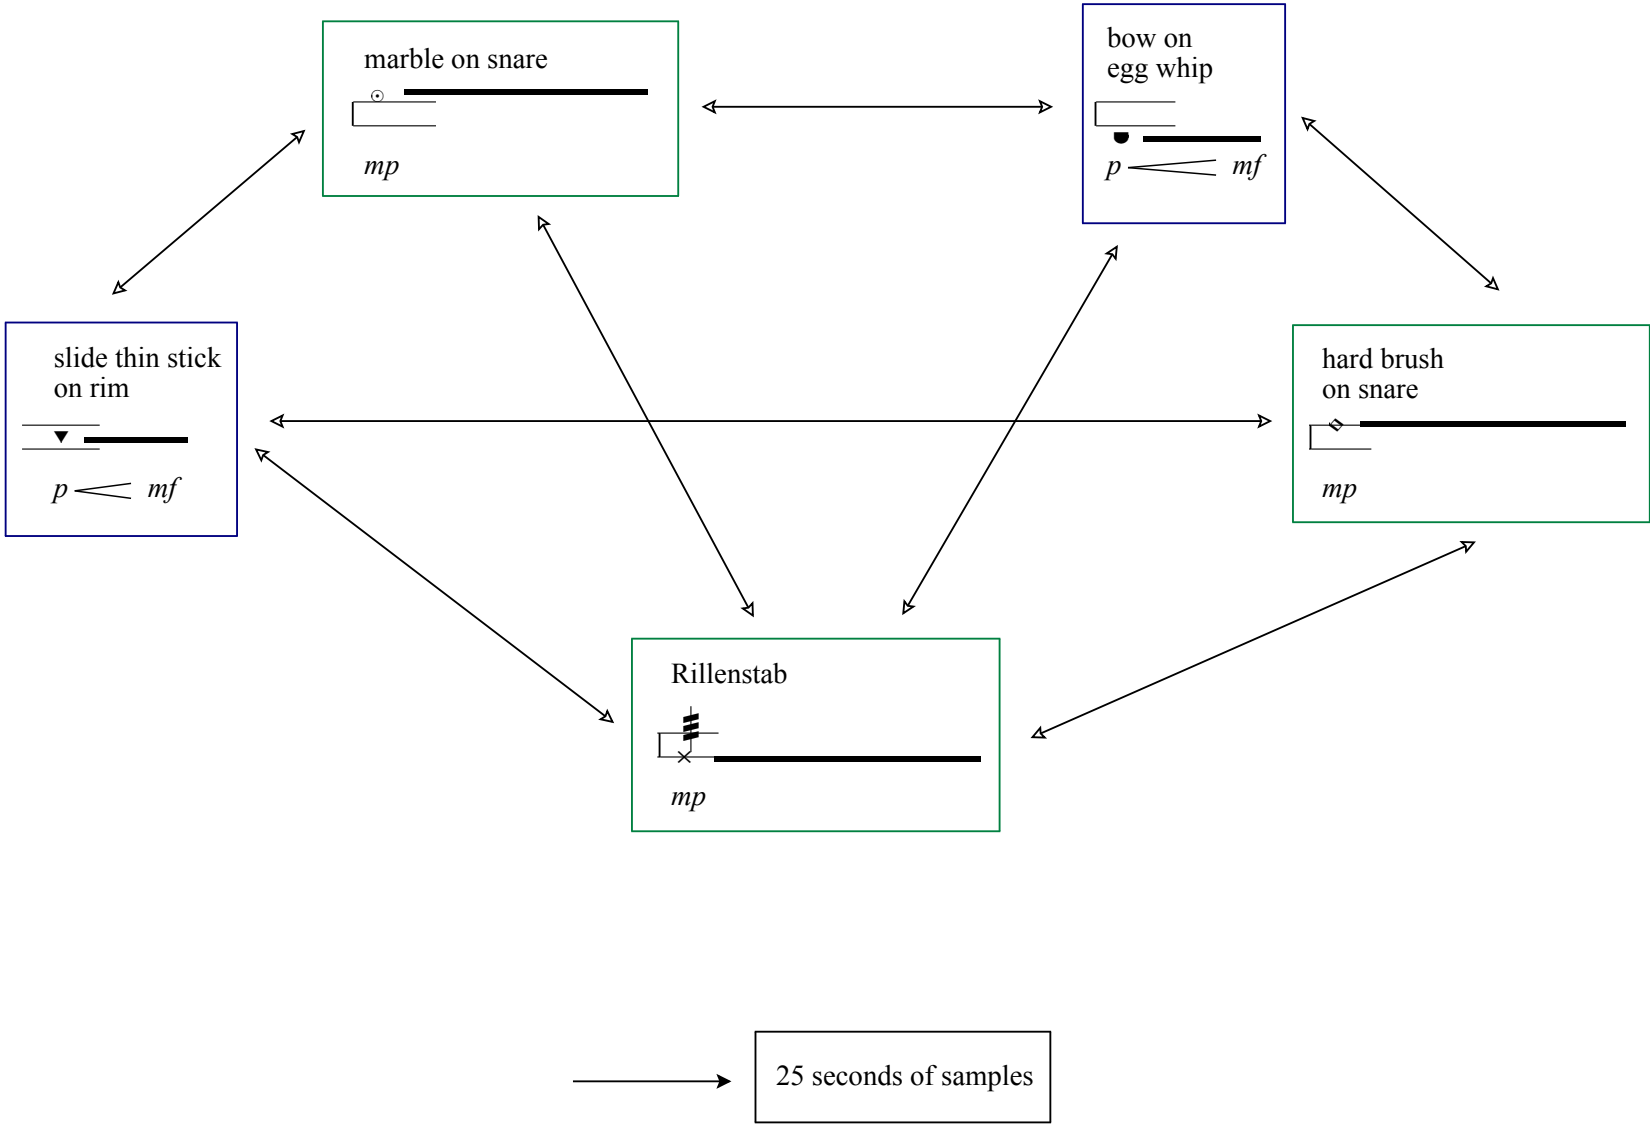 marble on snare
mp
bow on
egg whip
p mf
slide thin stick
on rim
p mf
hard brush
on snare
mp
Rillenstab
mp
25 seconds of samples